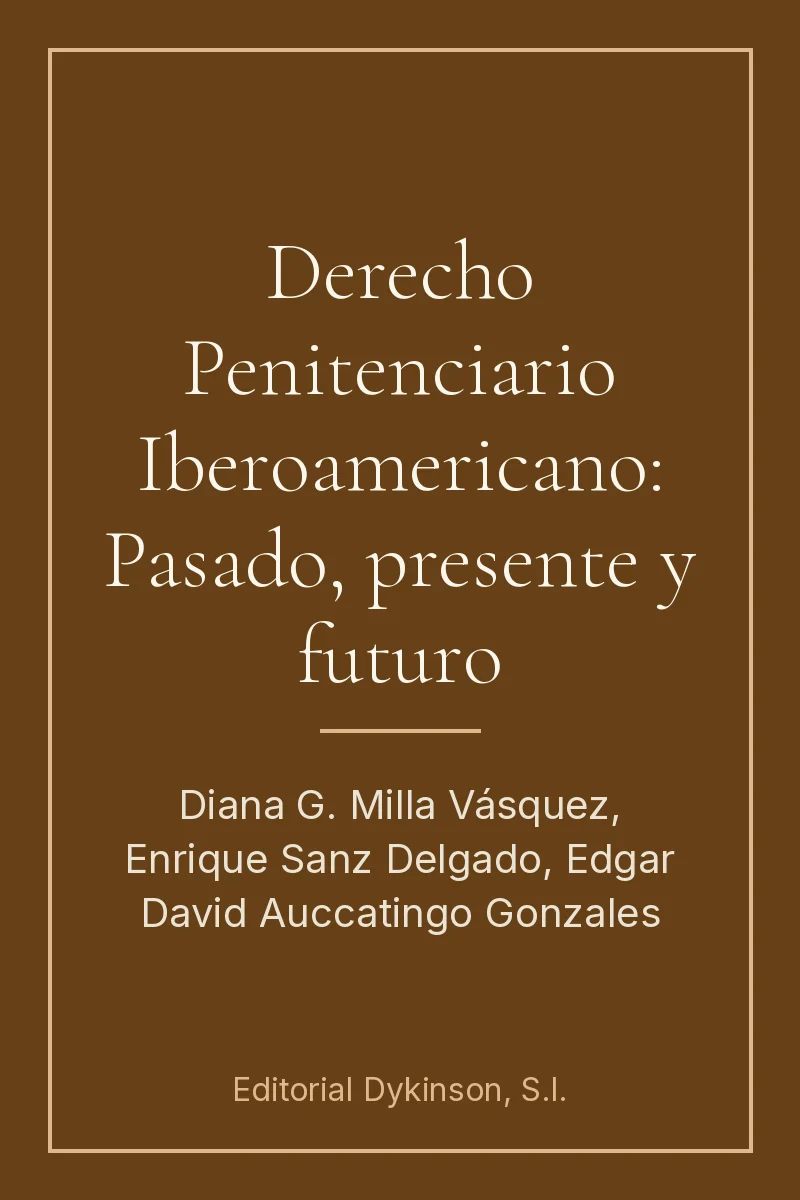 Derecho
Penitenciario
Iberoamericano:
Pasado, presente y
futuro
Diana G. Milla Vásquez,
Enrique Sanz Delgado, Edgar
David Auccatingo Gonzales
Editorial Dykinson, S.l.